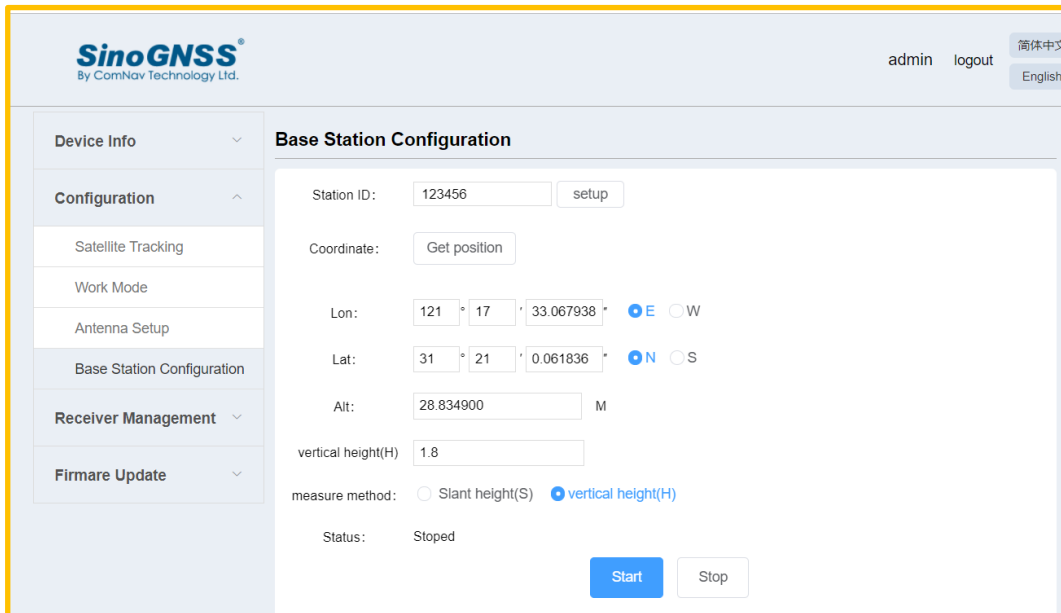 SinoGNSS®
By ComNav Technology Ltd.
admin logout
简体中文
English
Device Info
Configuration
Satellite Tracking
Work Mode
Antenna Setup
Base Station Configuration
Receiver Management
Firmare Update
Base Station Configuration
Station ID: 123456 setup
Coordinate: Get position
Lon: 121 ° 17 ′ 33.067938 ″ E W
Lat: 31 ° 21 ′ 0.061836 ″ N S
Alt: 28.834900 M
vertical height(H) 1.8
measure method: Slant height(S) vertical height(H)
Status: Stoped
Start Stop